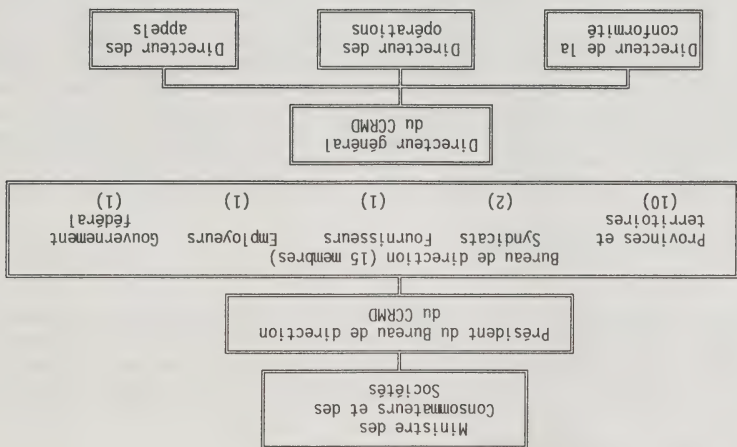 Ministre des
Consommateurs et des
Sociétés
Président du Bureau de direction
du CCRMD
Bureau de direction (15 membres)
Provinces et Syndicats Fournisseurs Employeurs Gouvernement
territoires fédéral
(10) (2) (1) (1) (1)
Directeur général
du CCRMD
Directeur de la
conformité
Directeur des
opérations
Directeur des
appels